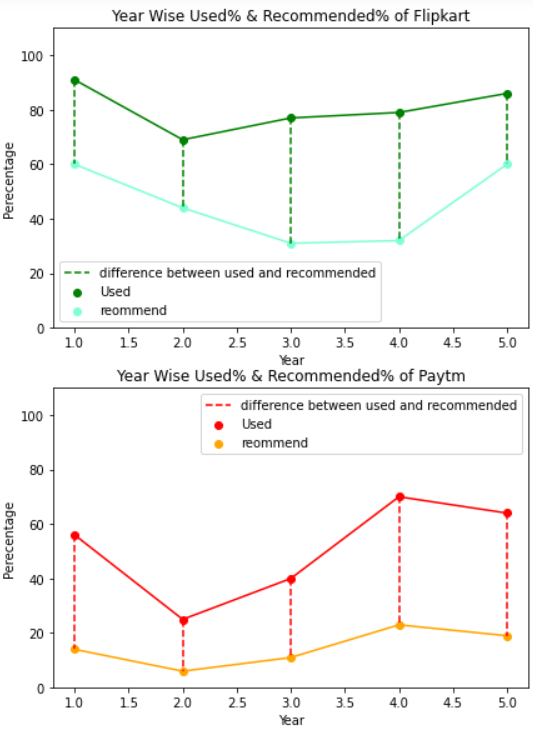 Year Wise Used% & Recommended% of Flipkart
100
80
60
40
20
0
Perecentage
difference between used and recommended
Used
reommend
1.0 1.5 2.0 2.5 3.0 3.5 4.0 4.5 5.0
Year
Year Wise Used% & Recommended% of Paytm
100
80
60
40
20
0
Perecentage
difference between used and recommended
Used
reommend
1.0 1.5 2.0 2.5 3.0 3.5 4.0 4.5 5.0
Year